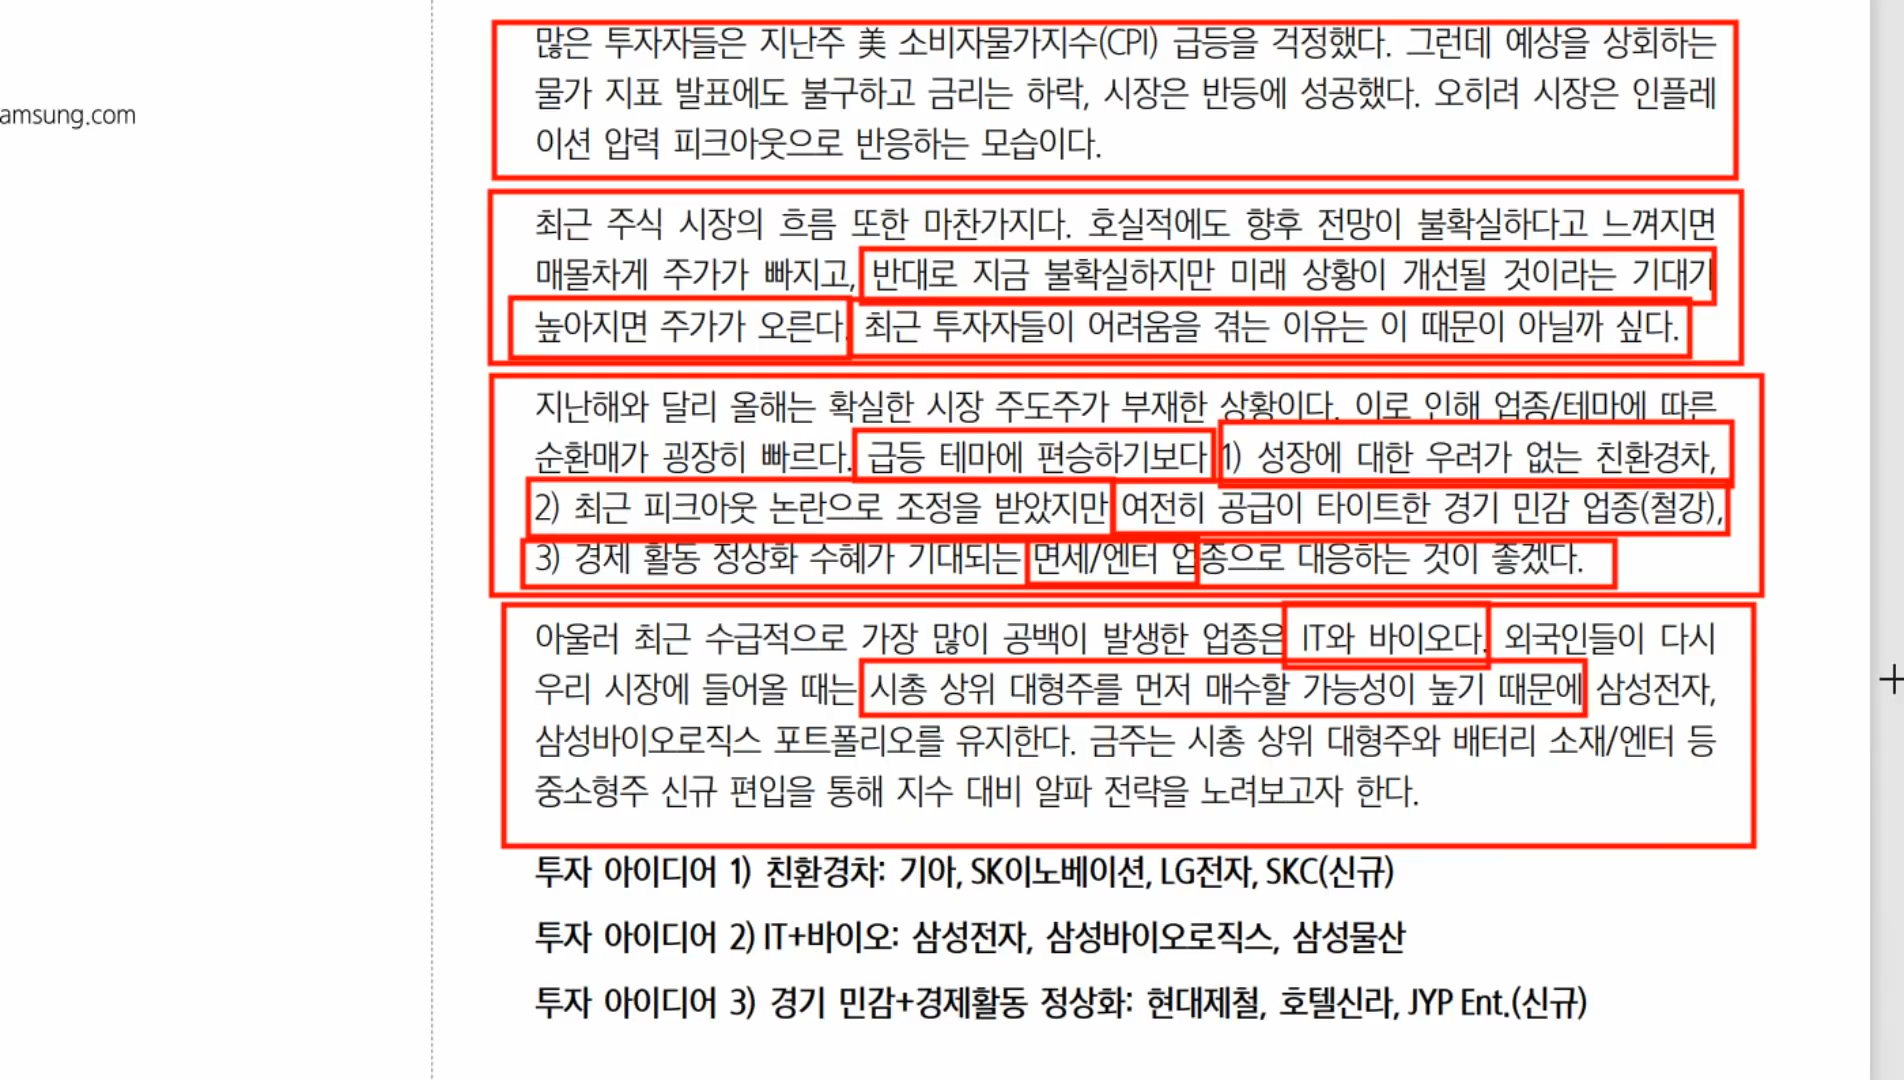 amsung.com
많은 투자자들은 지난주 美 소비자물가지수(CPI) 급등을 걱정했다. 그런데 예상을 상회하는
물가 지표 발표에도 불구하고 금리는 하락, 시장은 반등에 성공했다. 오히려 시장은 인플레
이션 압력 피크아웃으로 반응하는 모습이다.
최근 주식 시장의 흐름 또한 마찬가지다. 호실적에도 향후 전망이 불확실하다고 느껴지면
매몰차게 주가가 빠지고, 반대로 지금 불확실하지만 미래 상황이 개선될 것이라는 기대가
높아지면 주가가 오른다. 최근 투자자들이 어려움을 겪는 이유는 이 때문이 아닐까 싶다.
지난해와 달리 올해는 확실한 시장 주도주가 부재한 상황이다. 이로 인해 업종/테마에 따른
순환매가 굉장히 빠르다. 급등 테마에 편승하기보다 1) 성장에 대한 우려가 없는 친환경차,
2) 최근 피크아웃 논란으로 조정을 받았지만 여전히 공급이 타이트한 경기 민감 업종(철강),
3) 경제 활동 정상화 수혜가 기대되는 면세/엔터 업종으로 대응하는 것이 좋겠다.
아울러 최근 수급적으로 가장 많이 공백이 발생한 업종은 IT와 바이오다. 외국인들이 다시
우리 시장에 들어올 때는 시총 상위 대형주를 먼저 매수할 가능성이 높기 때문에 삼성전자,
삼성바이오로직스 포트폴리오를 유지한다. 금주는 시총 상위 대형주와 배터리 소재/엔터 등
중소형주 신규 편입을 통해 지수 대비 알파 전략을 노려보고자 한다.
투자 아이디어 1) 친환경차: 기아, SK이노베이션, LG전자, SKC(신규)
투자 아이디어 2) IT+바이오: 삼성전자, 삼성바이오로직스, 삼성물산
투자 아이디어 3) 경기 민감+경제활동 정상화: 현대제철, 호텔신라, JYP Ent.(신규)